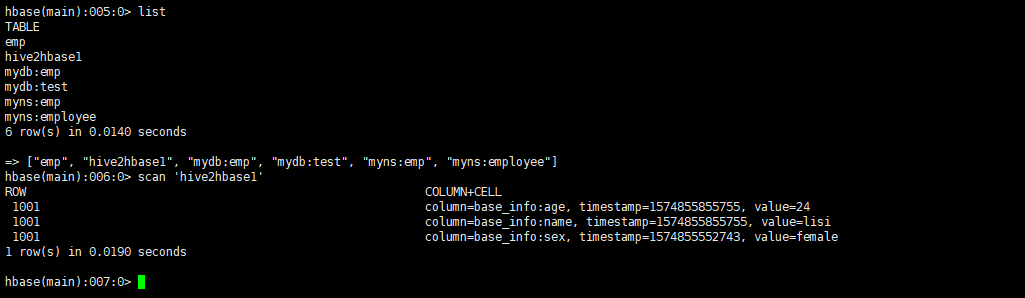 hbase(main):005:0> list
TABLE
emp
hive2hbase1
mydb:emp
mydb:test
myns:emp
myns:employee
6 row(s) in 0.0140 seconds
=> ["emp", "hive2hbase1", "mydb:emp", "mydb:test", "myns:emp", "myns:employee"]
hbase(main):006:0> scan 'hive2hbase1'
ROW COLUMN+CELL
1001 column=base_info:age, timestamp=1574855855755, value=24
1001 column=base_info:name, timestamp=1574855855755, value=lisi
1001 column=base_info:sex, timestamp=1574855552743, value=female
1 row(s) in 0.0190 seconds
hbase(main):007:0>